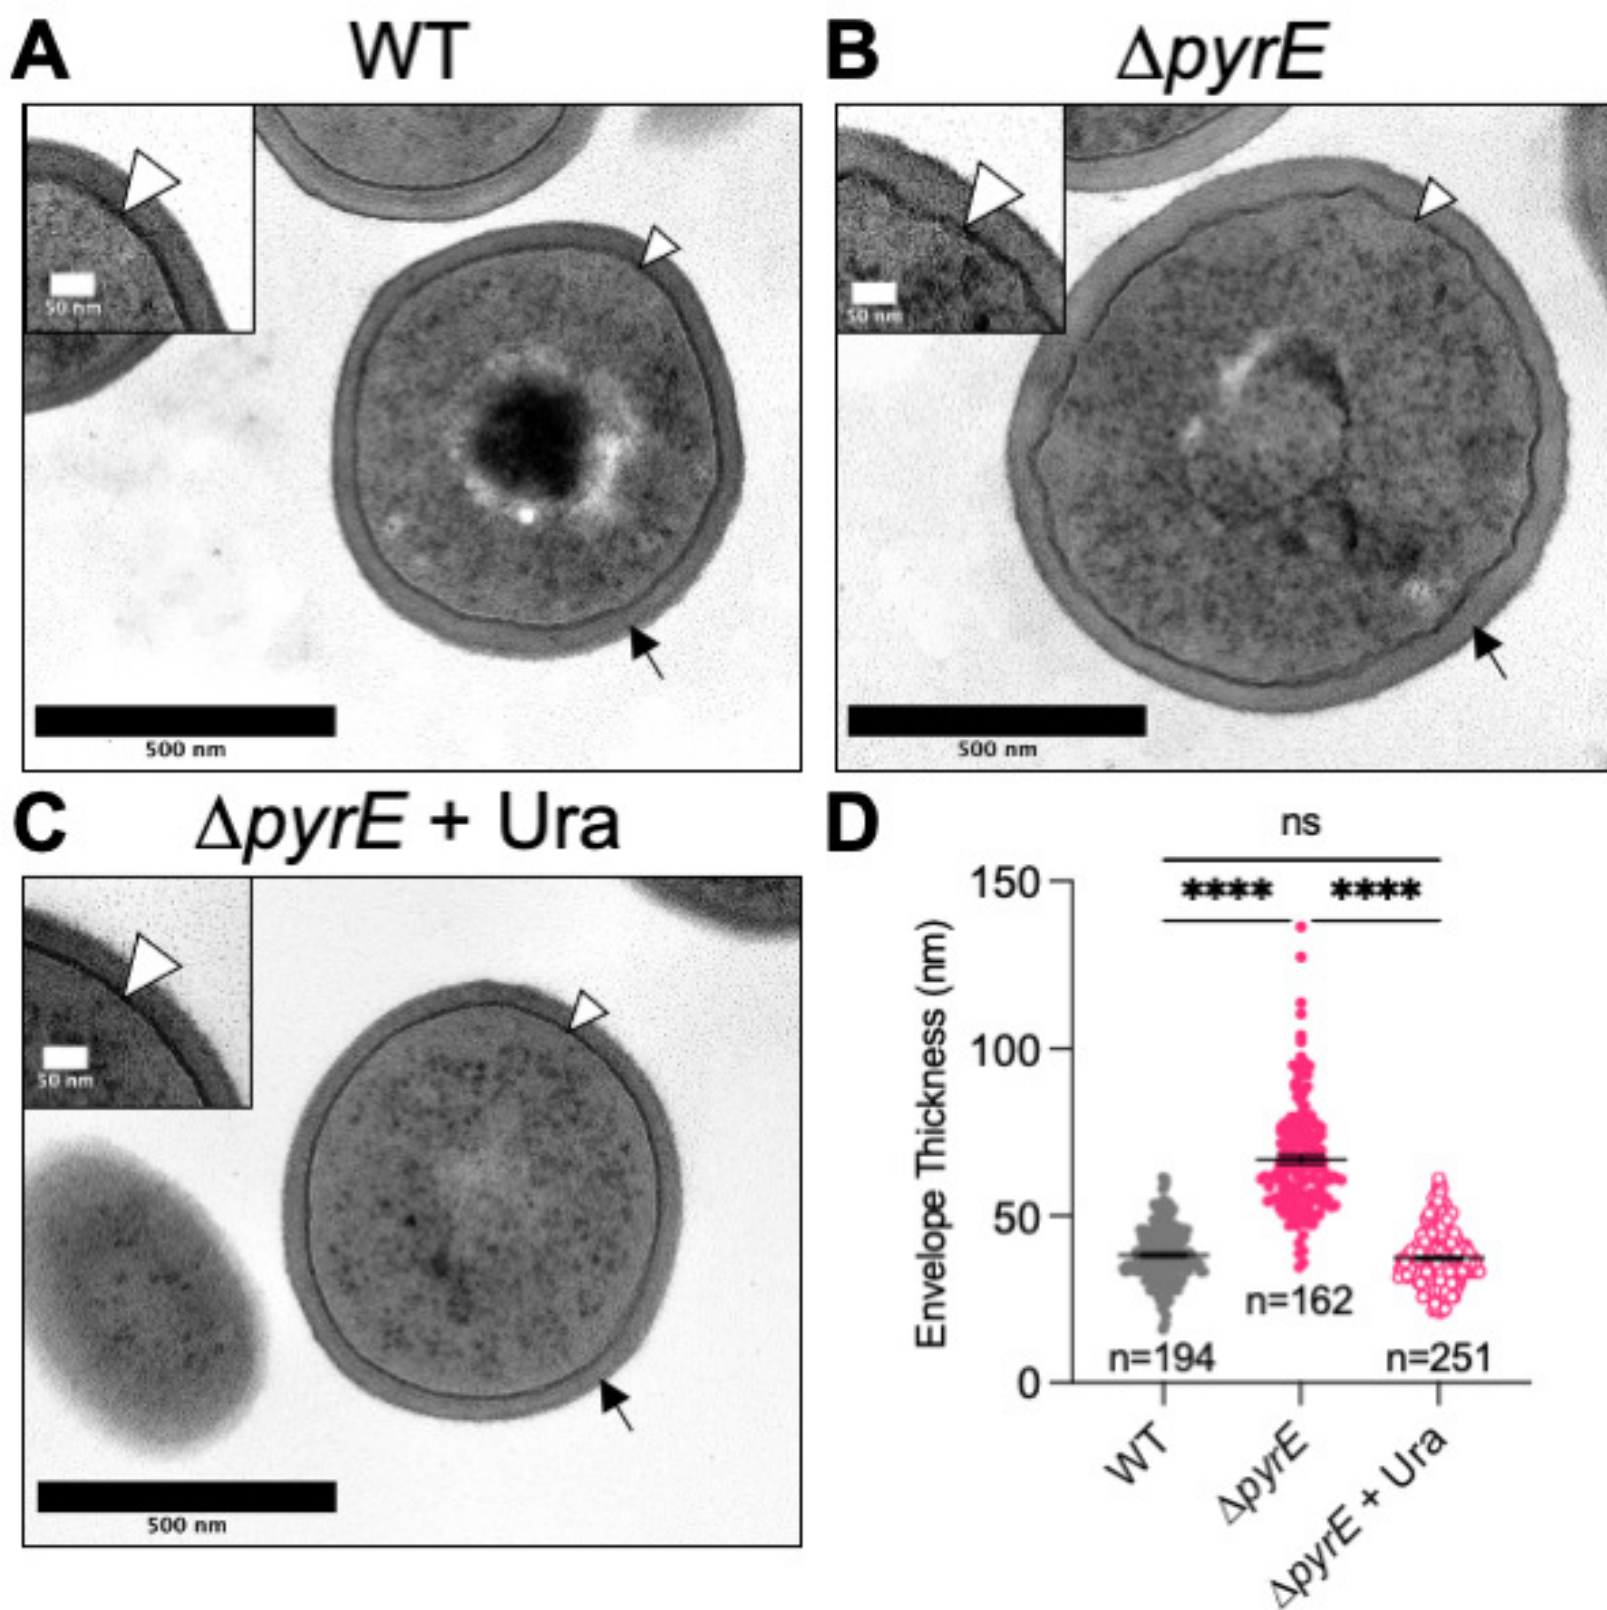 A WT
50 nm
500 nm
B ΔpyrE
50 nm
500 nm
C ΔpyrE + Ura
50 nm
500 nm
D
ns
**** ****
Envelope Thickness (nm)
150
100
50
0
n=194
n=162
n=251
WT
ΔpyrE
ΔpyrE + Ura